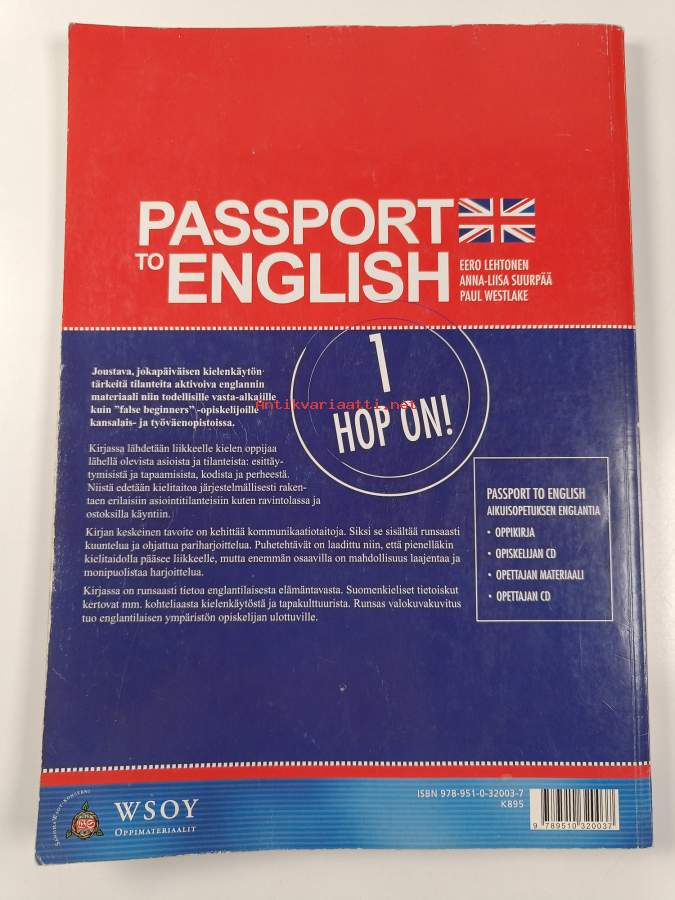 PASSPORT
TO ENGLISH
EERO LEHTONEN
ANNA-LIISA SUURPÄÄ
PAUL WESTLAKE
1
HOP ON!
Joustava, jokapäiväisen kielenkäytön
tärkeitä tilanteita aktivoiva englannin
materiaali niin todellisille vasta-alkajille
kuin "false beginners" -opiskelijoille
kansalais- ja työväenopistoissa.
Antikvariaatti.net
Kirjassa lähdetään liikkeelle kielen oppijaa
lähellä olevista asioista ja tilanteista: esittäy-
tymisistä ja tapaamisista, kodista ja perheestä.
Niistä edetään kielitaitoa järjestelmällisesti raken-
taen erilaisiin asiointitilanteisiin kuten ravintolassa ja
ostoksilla käyntiin.
Kirjan keskeinen tavoite on kehittää kommunikaatiotaitoja. Siksi se sisältää runsaasti
kuuntelua ja ohjattua pariharjoittelua. Puhetehtävät on laadittu niin, että pienelläkin
kielitaidolla pääsee liikkeelle, mutta enemmän osaavilla on mahdollisuus laajentaa ja
monipuolistaa harjoittelua.
Kirjassa on runsaasti tietoa englantilaisesta elämäntavasta. Suomenkieliset tietoiskut
kertovat mm. kohteliaasta kielenkäytöstä ja tapakulttuurista. Runsas valokuvakuvitus
tuo englantilaisen ympäristön opiskelijan ulottuville.
PASSPORT TO ENGLISH
AIKUISOPETUKSEN ENGLANTIA
• OPPIKIRJA
• OPISKELIJAN CD
• OPETTAJAN MATERIAALI
• OPETTAJAN CD
WSOY
OPPIMATERIAALIT
ISBN 978-951-0-32003-7
K895
9 789510 320037